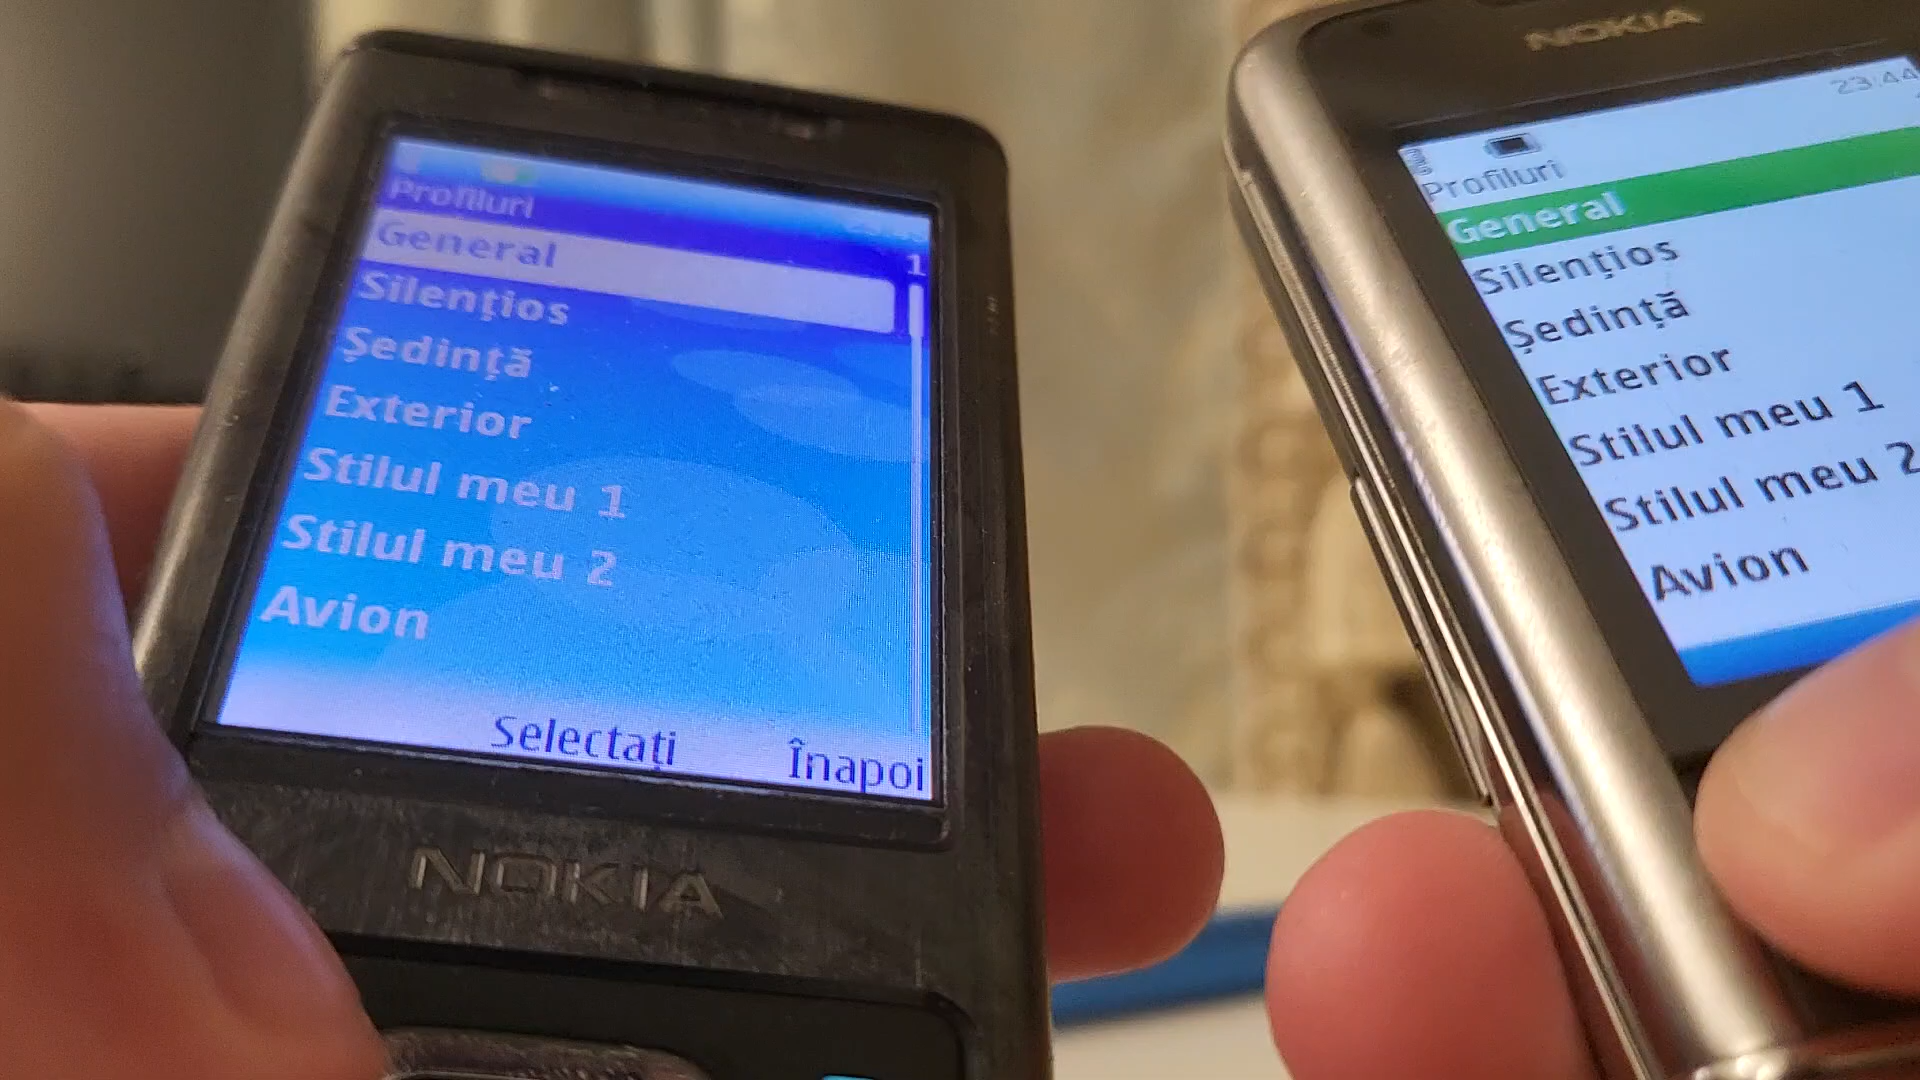 Profiluri
General
1
Silențios
Ședință
Exterior
Stilul meu 1
Stilul meu 2
Avion
Selectați
Înapoi
NOKIA
NOKIA
23:44
Profiluri
General
Silențios
Ședință
Exterior
Stilul meu 1
Stilul meu 2
Avion